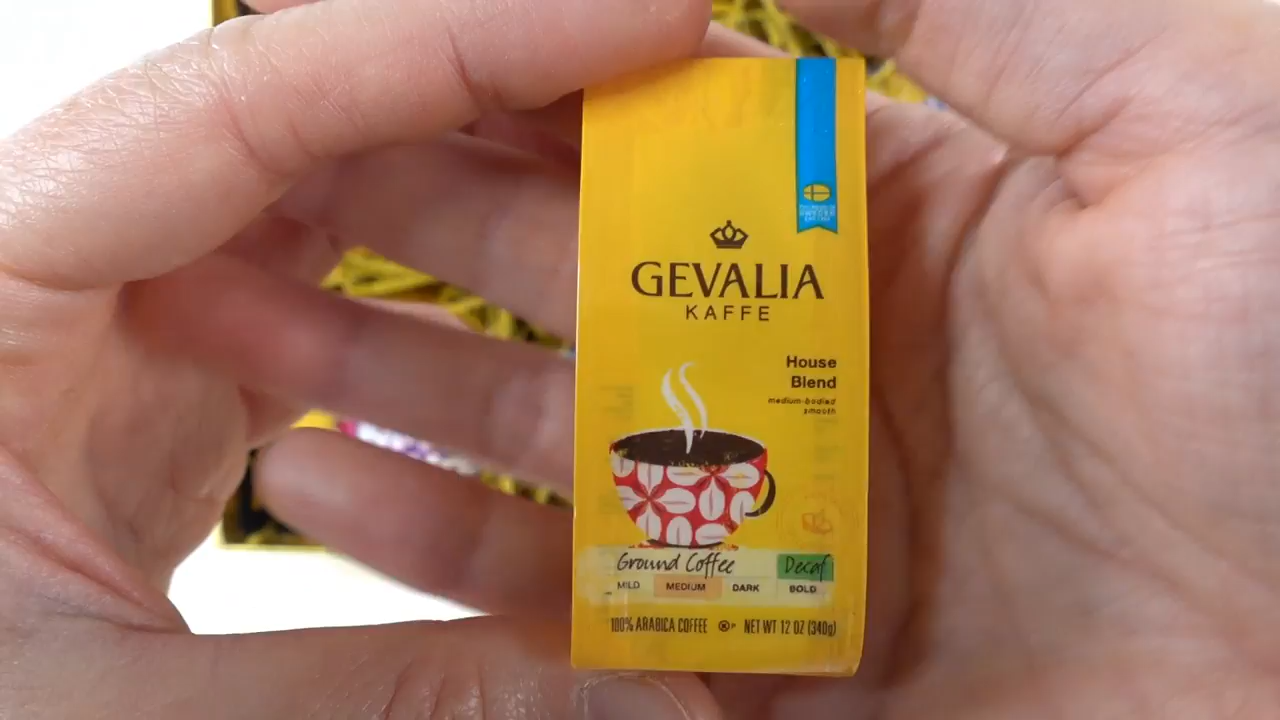 SWEDEN
GEVALIA
KAFFE
House
Blend
medium-bodied
smooth
Ground Coffee
Decaf
MILD MEDIUM DARK BOLD
100% ARABICA COFFEE NET WT 12 OZ (340g)